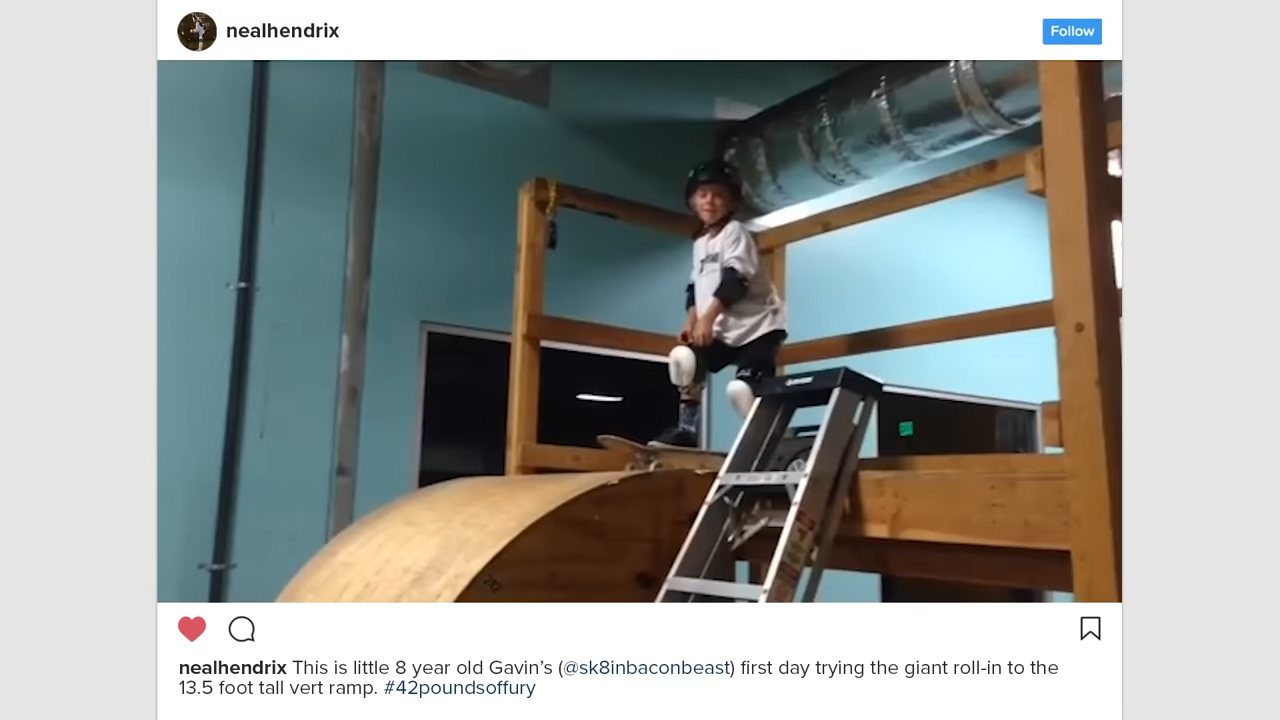 nealhendrix
Follow
nealhendrix This is little 8 year old Gavin’s (@sk8inbaconbeast) first day trying the giant roll-in to the
13.5 foot tall vert ramp. #42poundsoffury